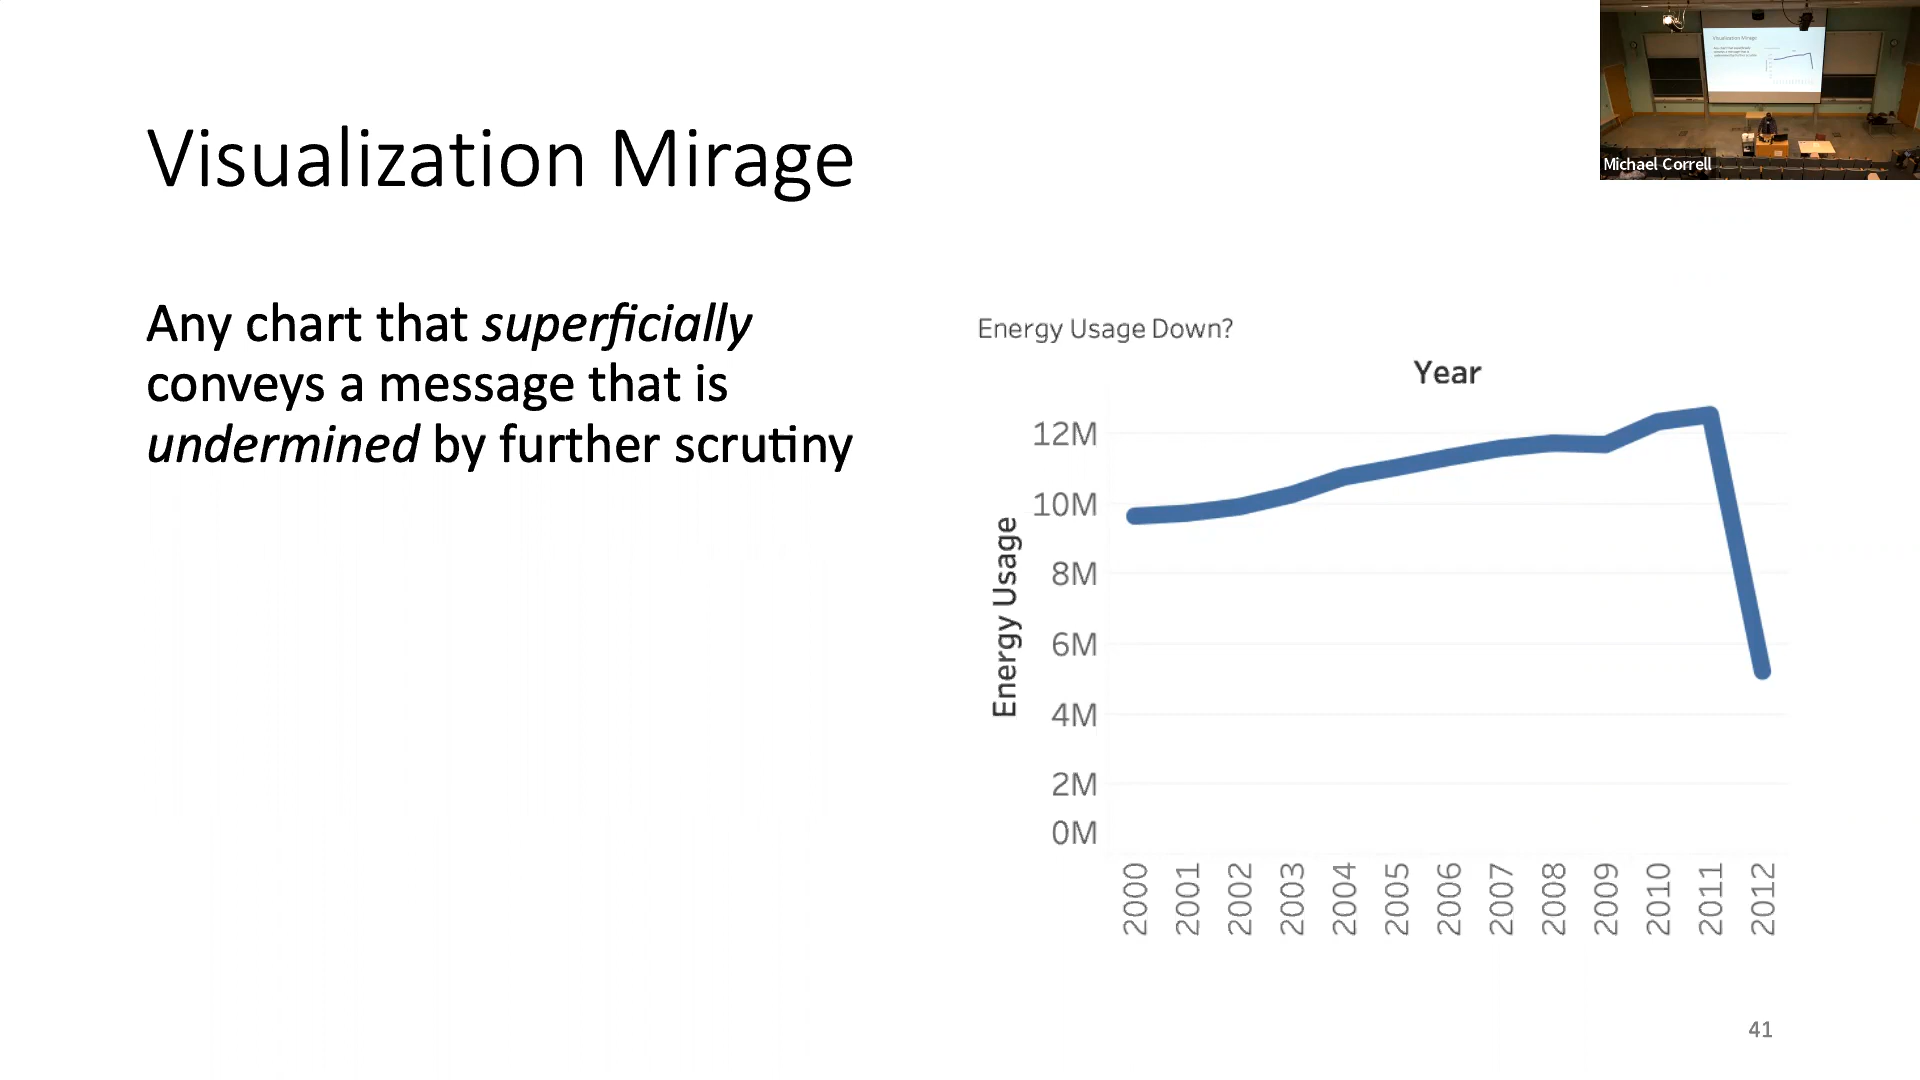 Visualization Mirage
Any chart that superficially
conveys a message that is
undermined by further scrutiny
Energy Usage Down?
Year
Energy Usage
12M
10M
8M
6M
4M
2M
0M
2000
2001
2002
2003
2004
2005
2006
2007
2008
2009
2010
2011
2012
41
Michael Correll
Visualization Mirage